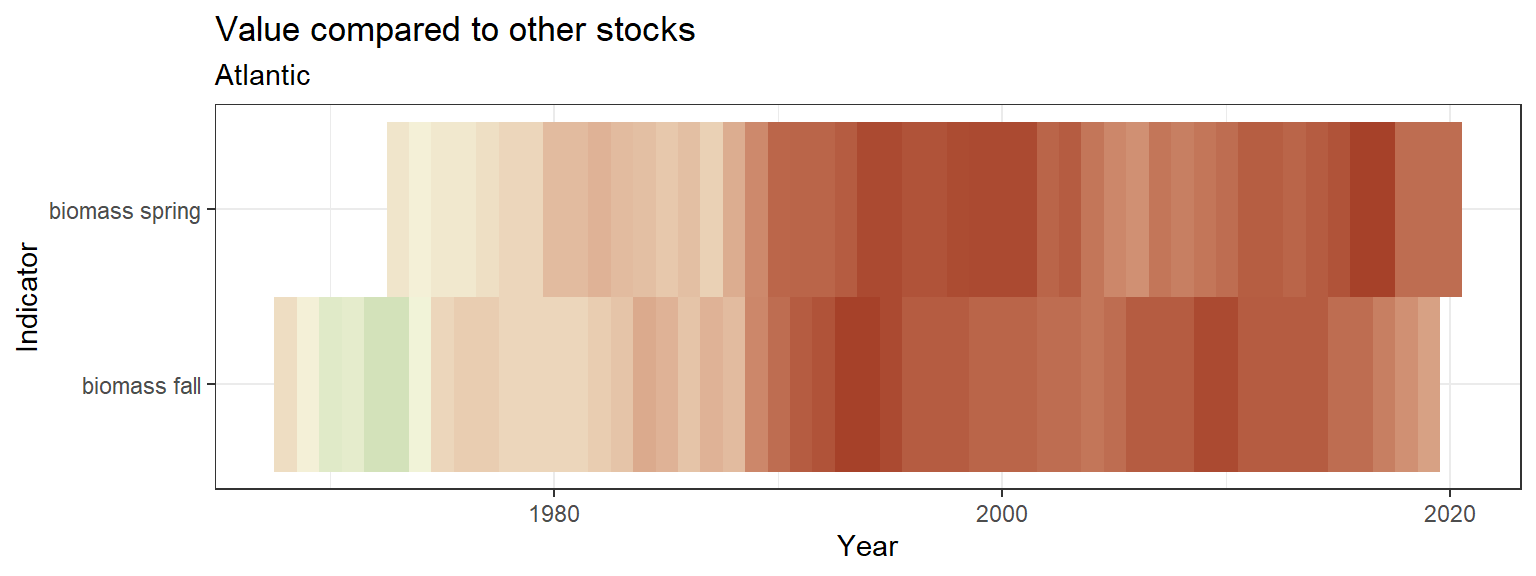 Value compared to other stocks
Atlantic
Indicator
biomass spring
biomass fall
1980
2000
2020
Year